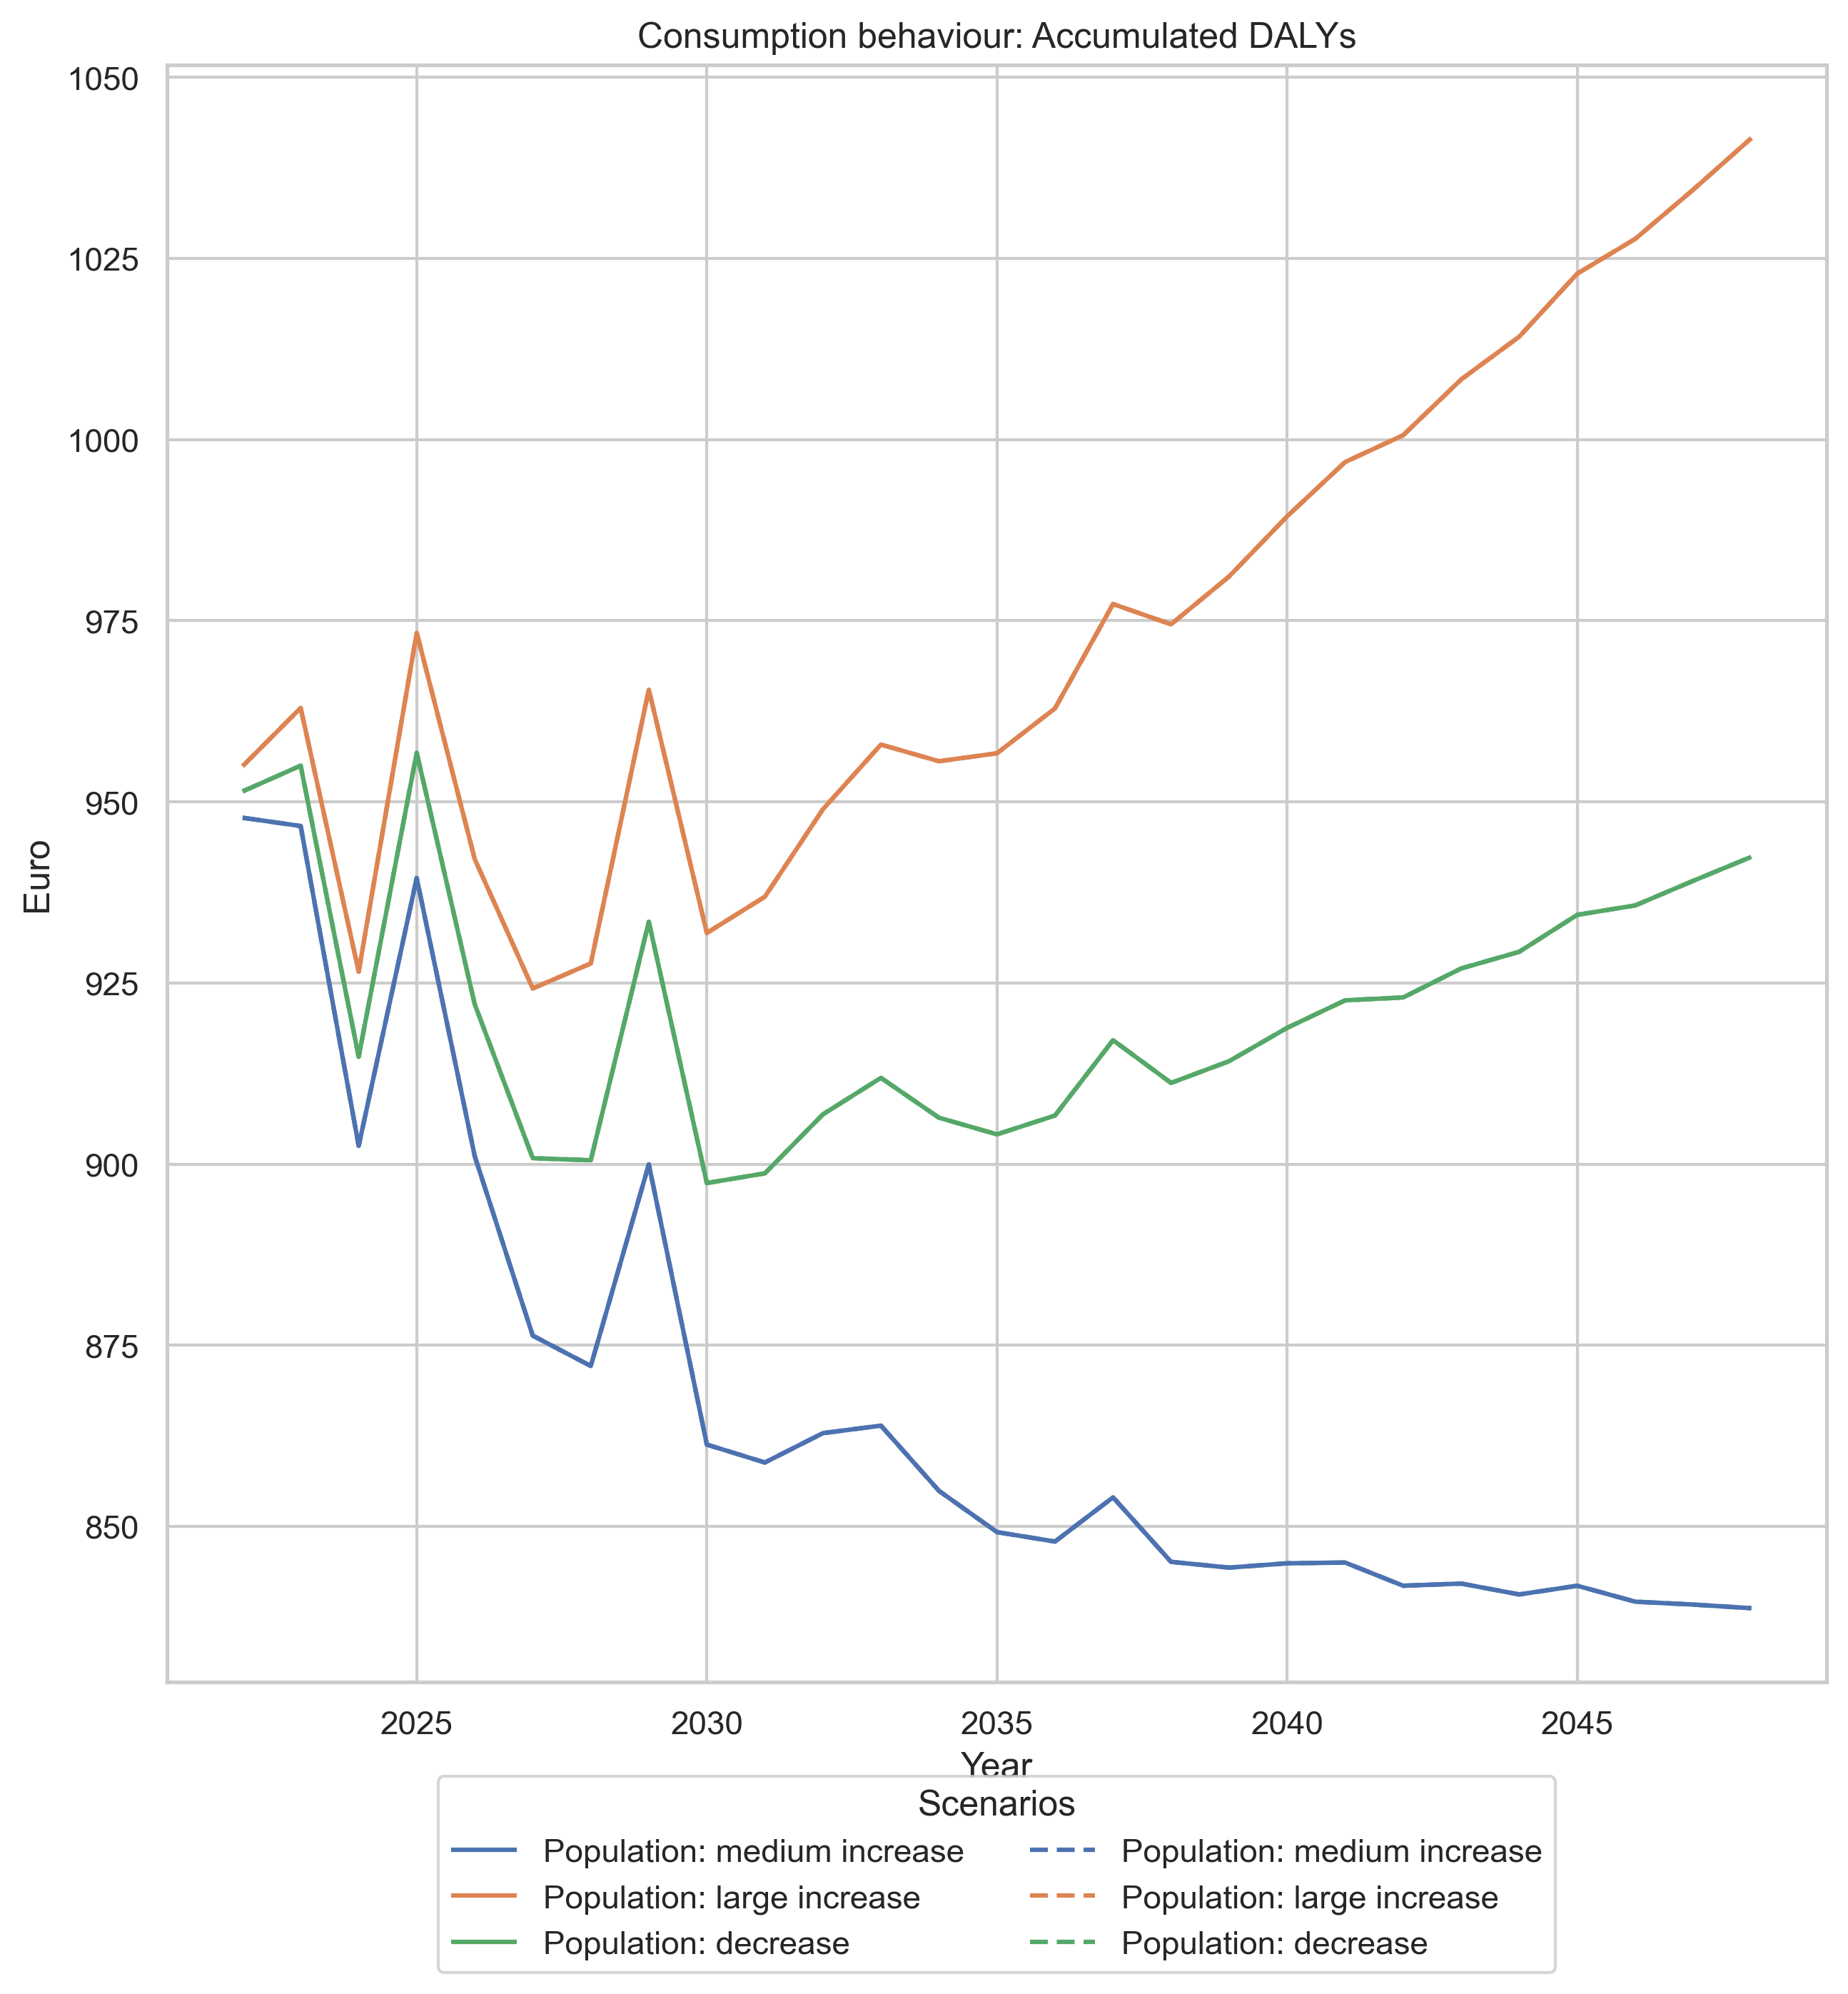 Consumption behaviour: Accumulated DALYs
1050
1025
1000
975
950
925
900
875
850
Euro
2025 2030 2035 2040 2045
Year
Scenarios
Population: medium increase Population: medium increase
Population: large increase Population: large increase
Population: decrease Population: decrease